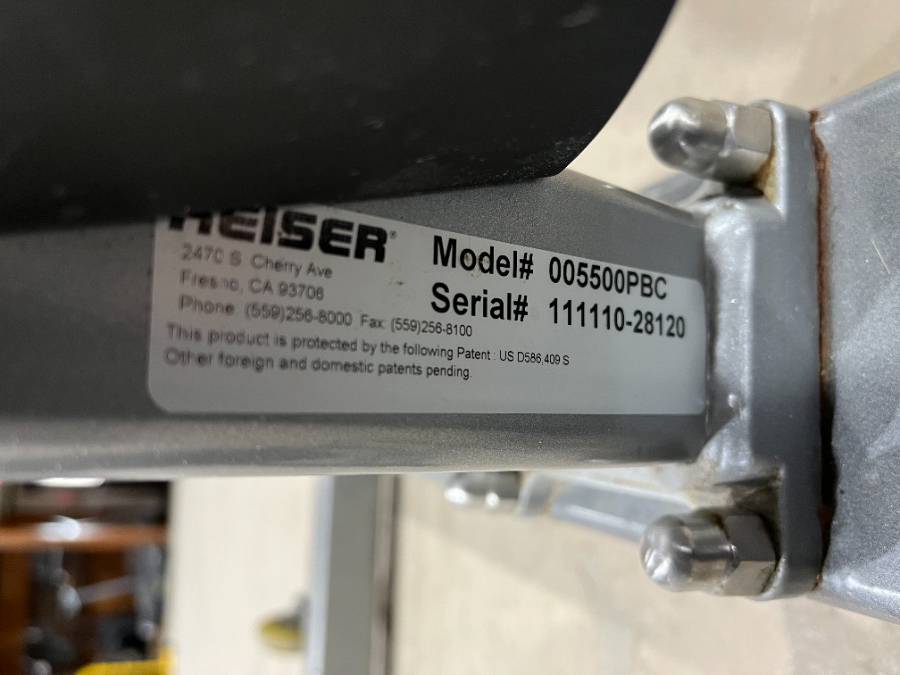 KEISER®
2470 S Cherry Ave
Fresno, CA 93706
Phone (559)256-8000 Fax: (559)256-8100
This product is protected by the following Patent : US D586,409 S
Other foreign and domestic patents pending.
Model# 005500PBC
Serial# 111110-28120